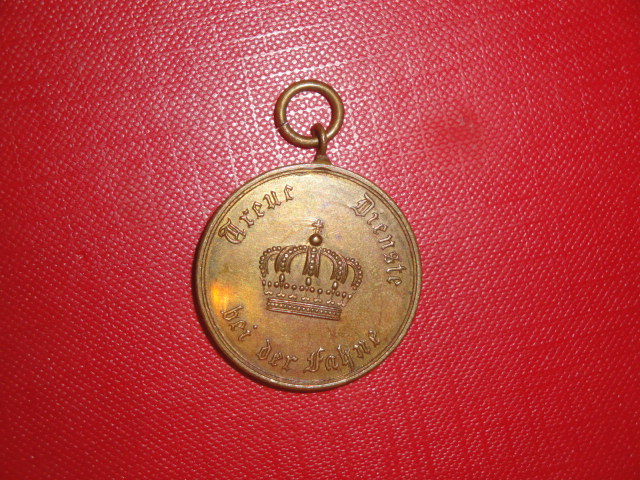 Treue Dienste
bei der Fahne